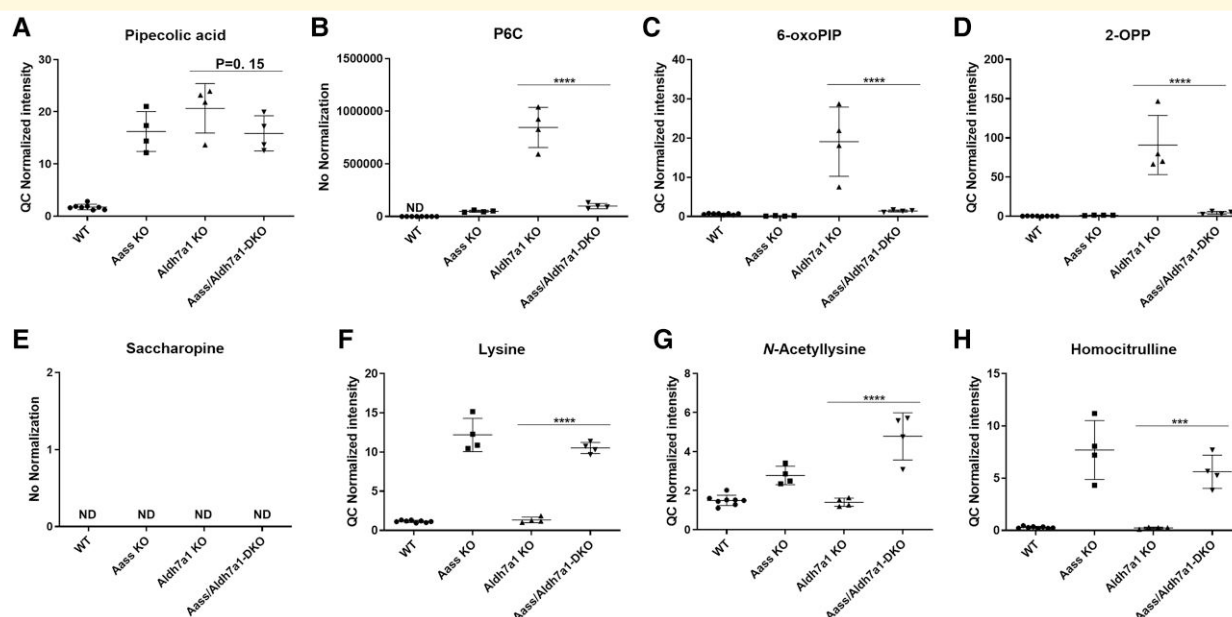 A
Pipecolic acid
P=0. 15
QC Normalized intensity
30
20
10
0
WT
Aass KO
Aldh7a1 KO
Aass/Aldh7a1-DKO
B
P6C
****
No Normalization
1500000
1000000
500000
0
ND
WT
Aass KO
Aldh7a1 KO
Aass/Aldh7a1-DKO
C
6-oxoPIP
****
QC Normalized intensity
40
30
20
10
0
WT
Aass KO
Aldh7a1 KO
Aass/Aldh7a1-DKO
D
2-OPP
****
QC Normalized intensity
200
150
100
50
0
WT
Aass KO
Aldh7a1 KO
Aass/Aldh7a1-DKO
E
Saccharopine
No Normalization
2
1
0
ND ND ND ND
WT
Aass KO
Aldh7a1 KO
Aass/Aldh7a1-DKO
F
Lysine
****
QC Normalized intensity
20
15
10
5
0
WT
Aass KO
Aldh7a1 KO
Aass/Aldh7a1-DKO
G
N-Acetyllysine
****
QC Normalized intensity
8
6
4
2
0
WT
Aass KO
Aldh7a1 KO
Aass/Aldh7a1-DKO
H
Homocitrulline
***
QC Normalized intensity
15
10
5
0
WT
Aass KO
Aldh7a1 KO
Aass/Aldh7a1-DKO